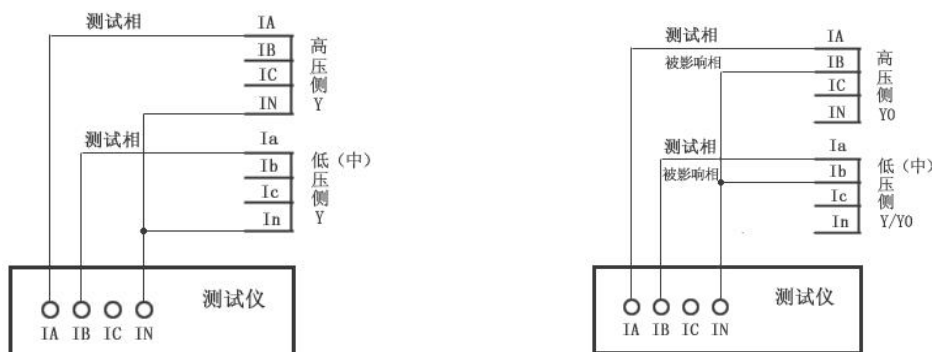 测试相
IA
IB
IC
IN
高
压
侧
Y
测试相
Ia
Ib
Ic
In
低（中）
压
侧
Y
测试仪
IA IB IC IN
测试相
被影响相
IA
IB
IC
IN
高
压
侧
Y0
测试相
被影响相
Ia
Ib
Ic
In
低（中）
压
侧
Y/Y0
测试仪
IA IB IC IN